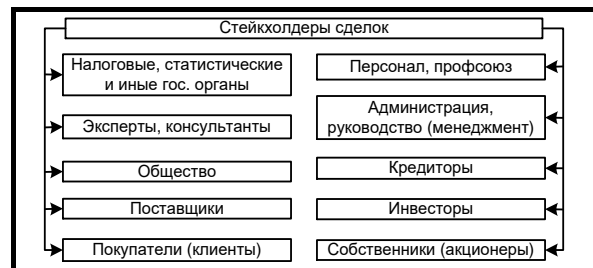 Стейкхолдеры сделок
Налоговые, статистические
и иные гос. органы
Эксперты, консультанты
Общество
Поставщики
Покупатели (клиенты)
Персонал, профсоюз
Администрация,
руководство (менеджмент)
Кредиторы
Инвесторы
Собственники (акционеры)